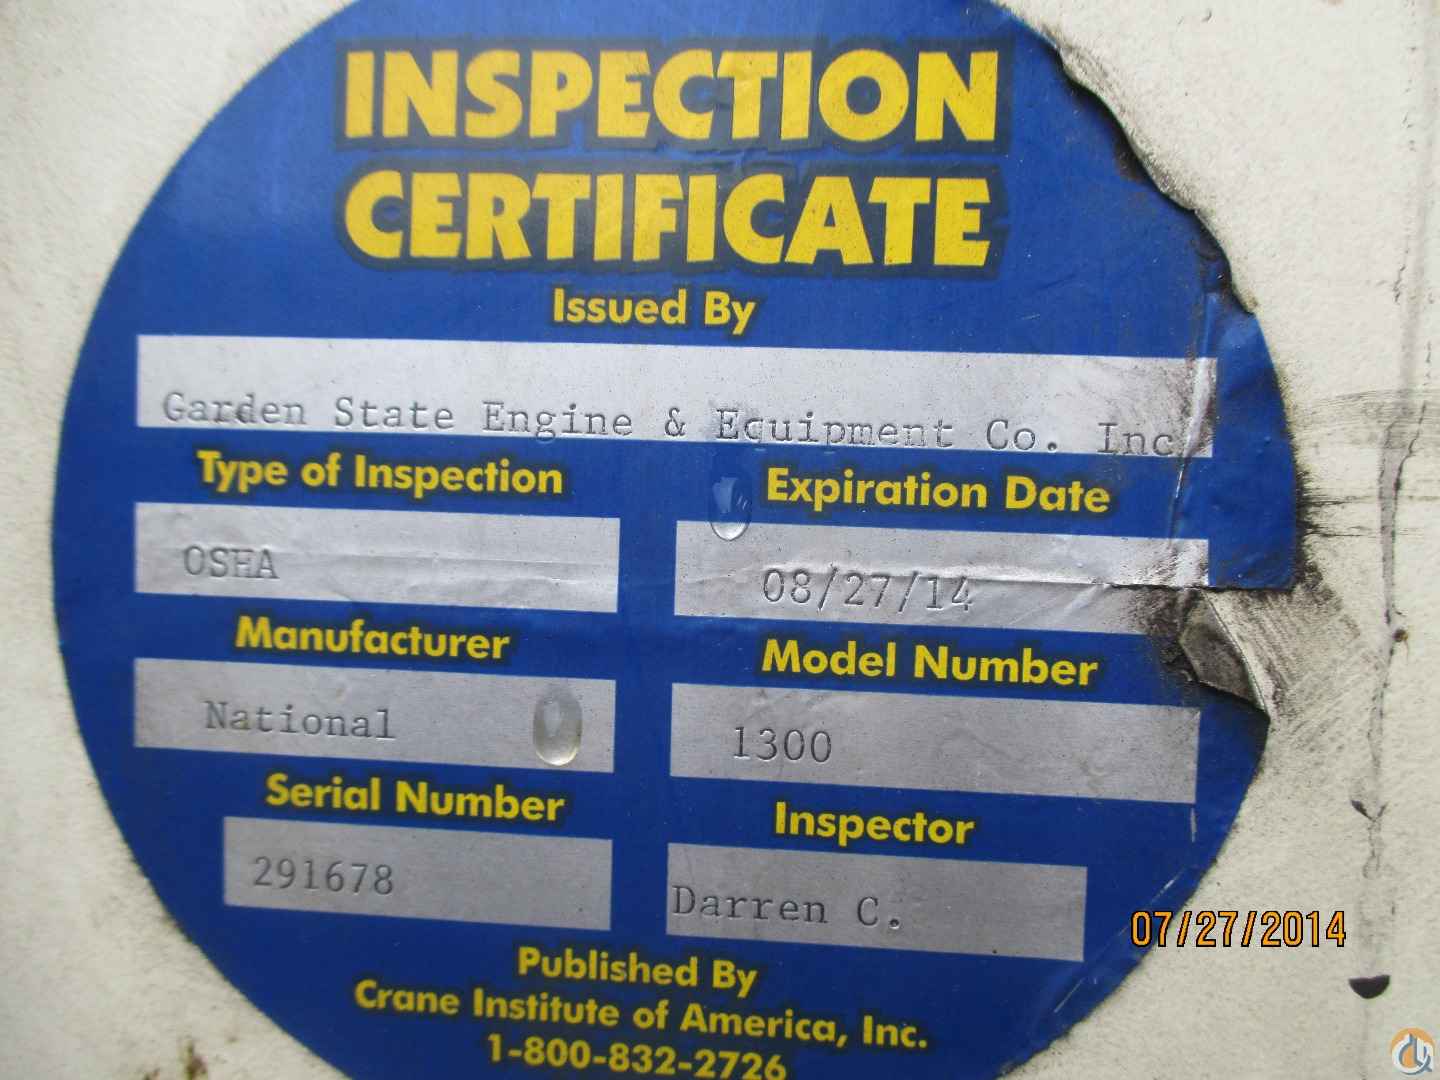 INSPECTION
CERTIFICATE
Issued By
Garden State Engine & Equipment Co. Inc
Type of Inspection
Expiration Date
OSHA
08/27/14
Manufacturer
Model Number
National
1300
Serial Number
Inspector
291678
Darren C.
07/27/2014
Published By
Crane Institute of America, Inc.
1-800-832-2726